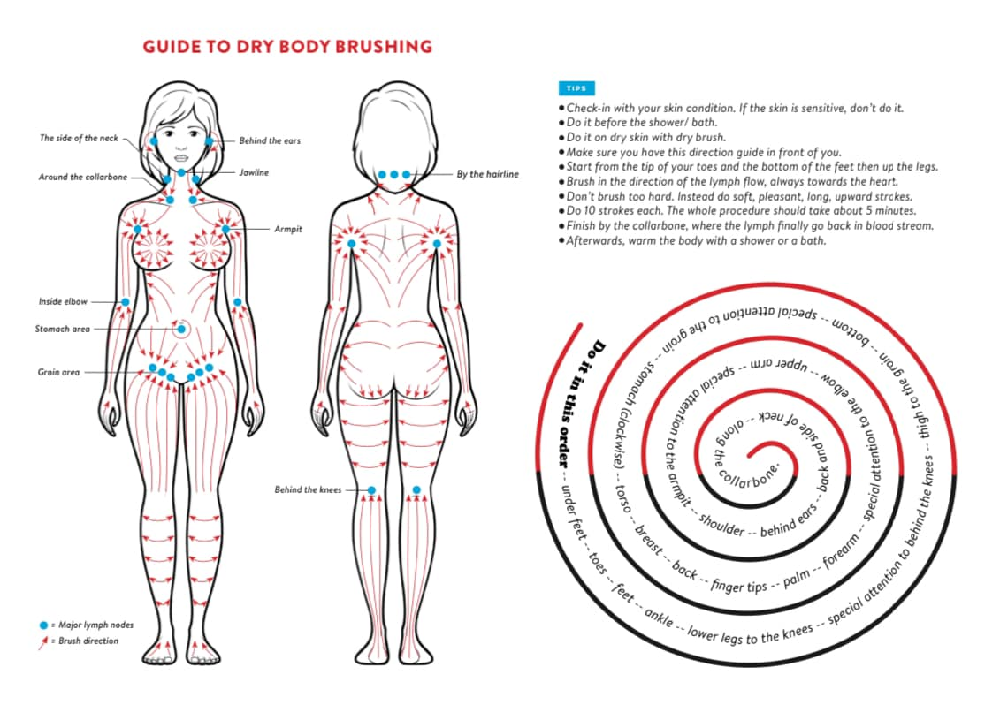 GUIDE TO DRY BODY BRUSHING
The side of the neck
Behind the ears
Around the collarbone
Jawline
Armpit
Inside elbow
Stomach area
Groin area
By the hairline
Behind the knees
= Major lymph nodes
= Brush direction
TIPS
• Check-in with your skin condition. If the skin is sensitive, don't do it.
• Do it before the shower/ bath.
• Do it on dry skin with dry brush.
• Make sure you have this direction guide in front of you.
• Start from the tip of your toes and the bottom of the feet then up the legs.
• Brush in the direction of the lymph flow, always towards the heart.
• Don't brush too hard. Instead do soft, pleasant, long, upward strckes.
• Do 10 strokes each. The whole procedure should take about 5 minutes.
• Finish by the collarbone, where the lymph finally go back in blood stream.
• Afterwards, warm the body with a shower or a bath.
Do it in this order -- under feet -- toes -- feet -- ankle -- lower legs to the knees -- special attention to behind the knees -- thigh to the groin -- bottom -- special attention to the groin -- stomach (clockwise) -- torso -- breast -- back -- finger tips -- palm -- forearm -- special attention to the elbow -- upper arm -- special attention to the armpit -- shoulder -- behind ears -- back and side of neck -- along the collarbone.